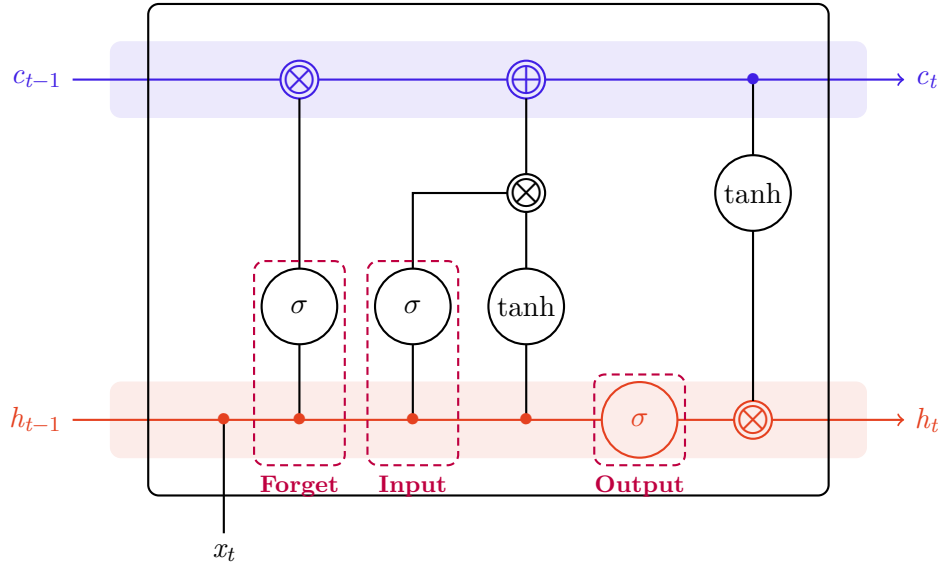 c_{t−1}
c_t
tanh
σ
σ
tanh
h_{t−1}
σ
h_t
Forget
Input
Output
x_t